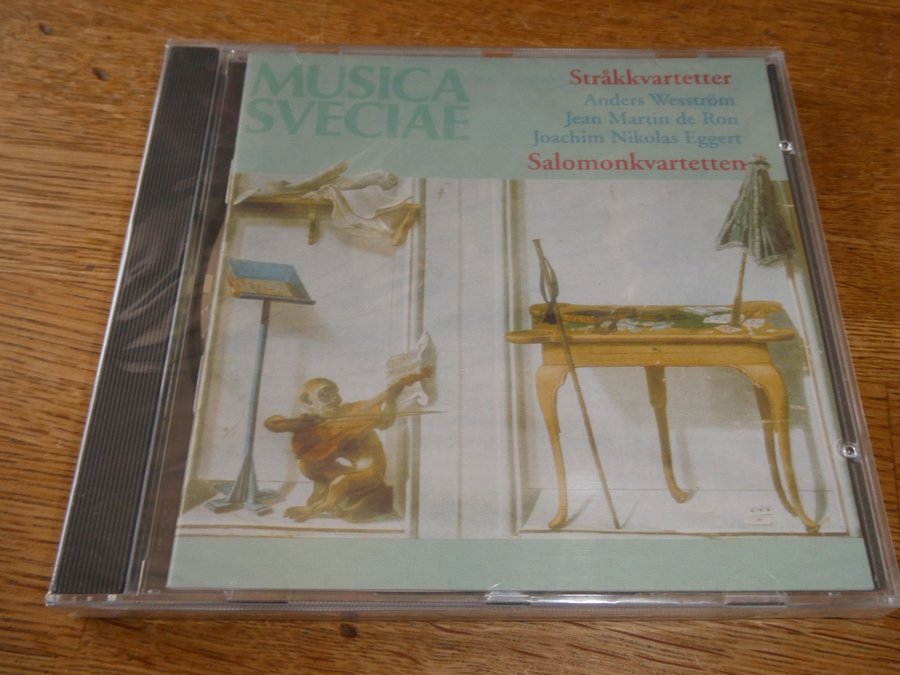 MUSICA
SVECIAE
Stråkkvartetter
Anders Wesström
Jean Martin de Ron
Joachim Nikolas Eggert
Salomonkvartetten